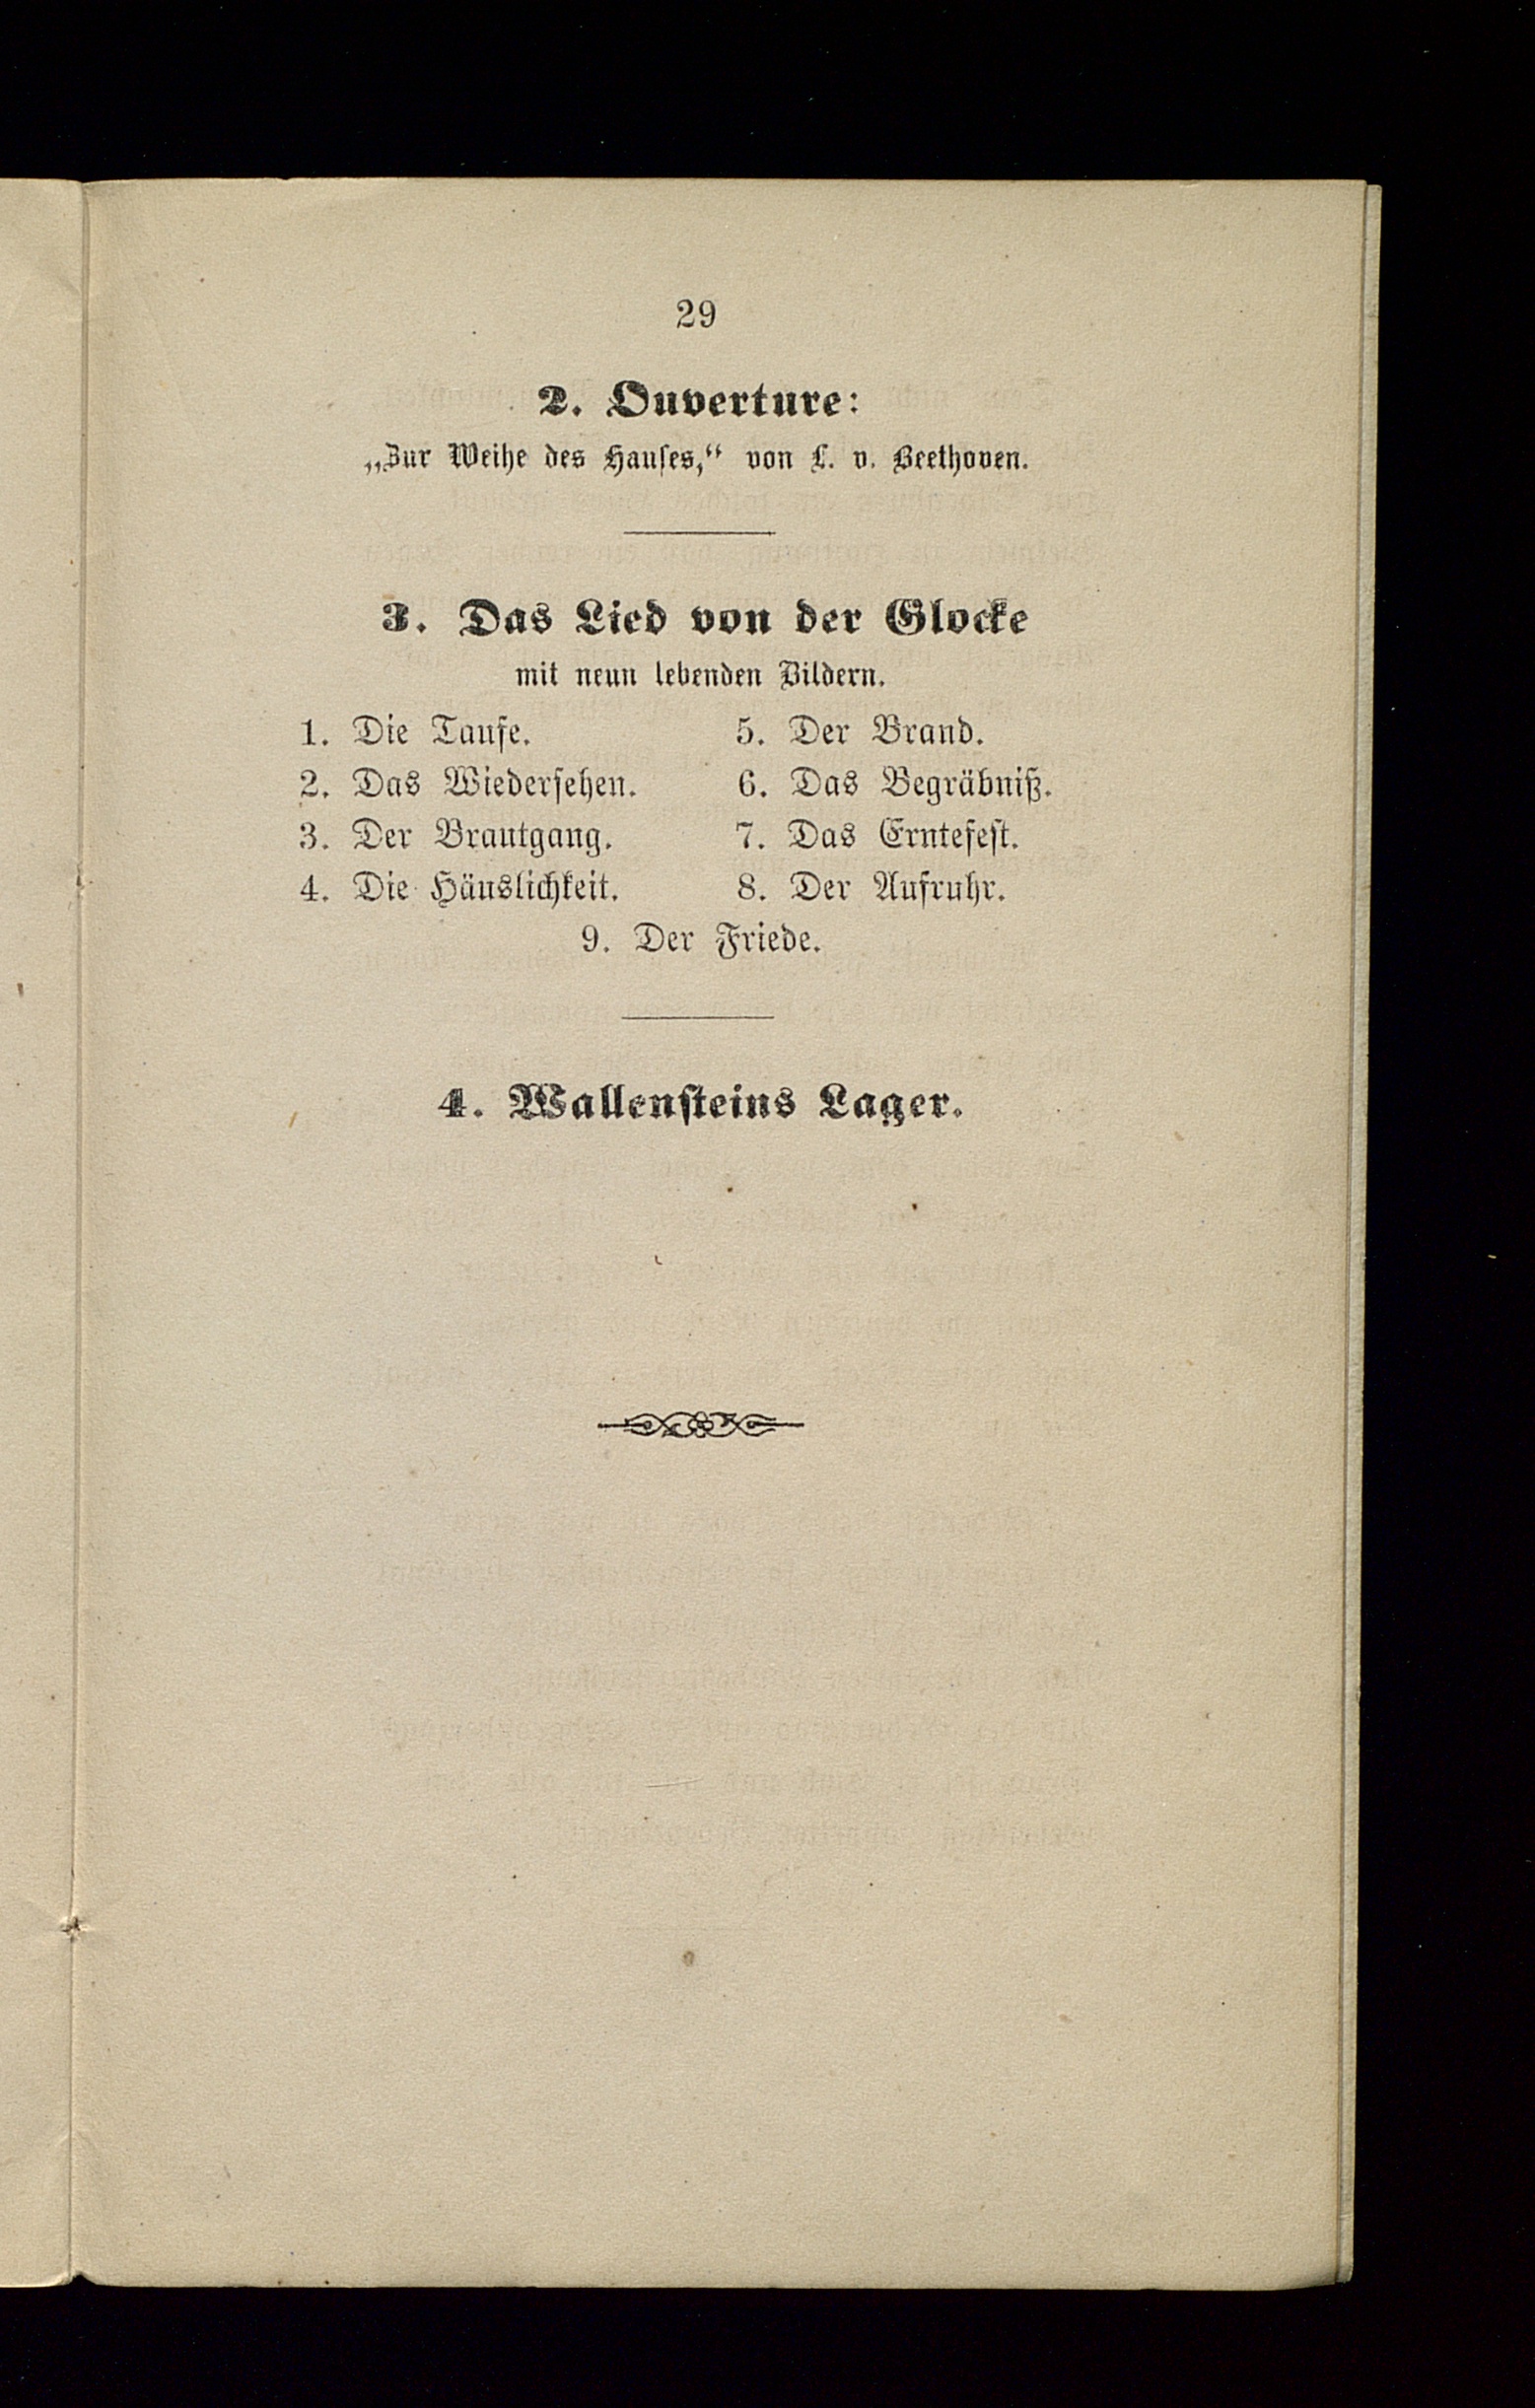 29
2. Ouverture:
„Zur Weihe des Hauses,“ von L. v. Beethoven.
3. Das Lied von der Glocke
mit neun lebenden Bildern.
1. Die Taufe.
2. Das Wiedersehen.
3. Der Brautgang.
4. Die Häuslichkeit.
5. Der Brand.
6. Das Begräbniß.
7. Das Erntefest.
8. Der Aufruhr.
9. Der Friede.
4. Wallensteins Lager.